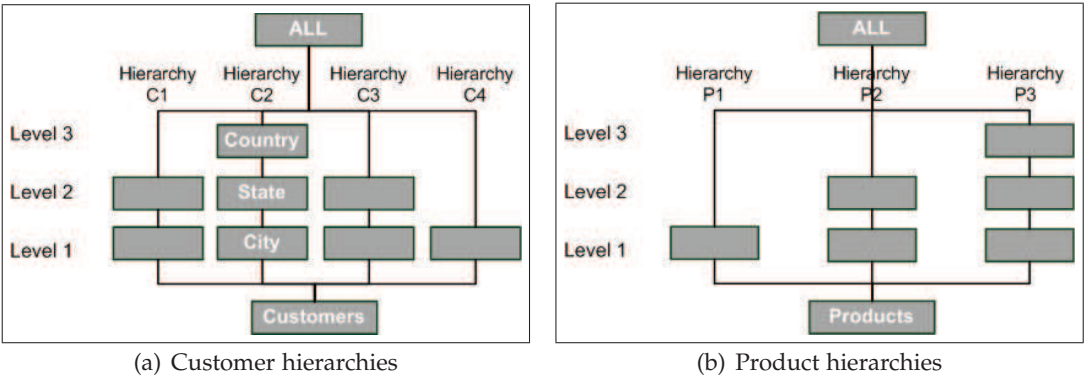 ALL
Hierarchy C1
Hierarchy C2
Hierarchy C3
Hierarchy C4
Level 3
Country
Level 2
State
Level 1
City
Customers
(a) Customer hierarchies
ALL
Hierarchy P1
Hierarchy P2
Hierarchy P3
Level 3
Level 2
Level 1
Products
(b) Product hierarchies